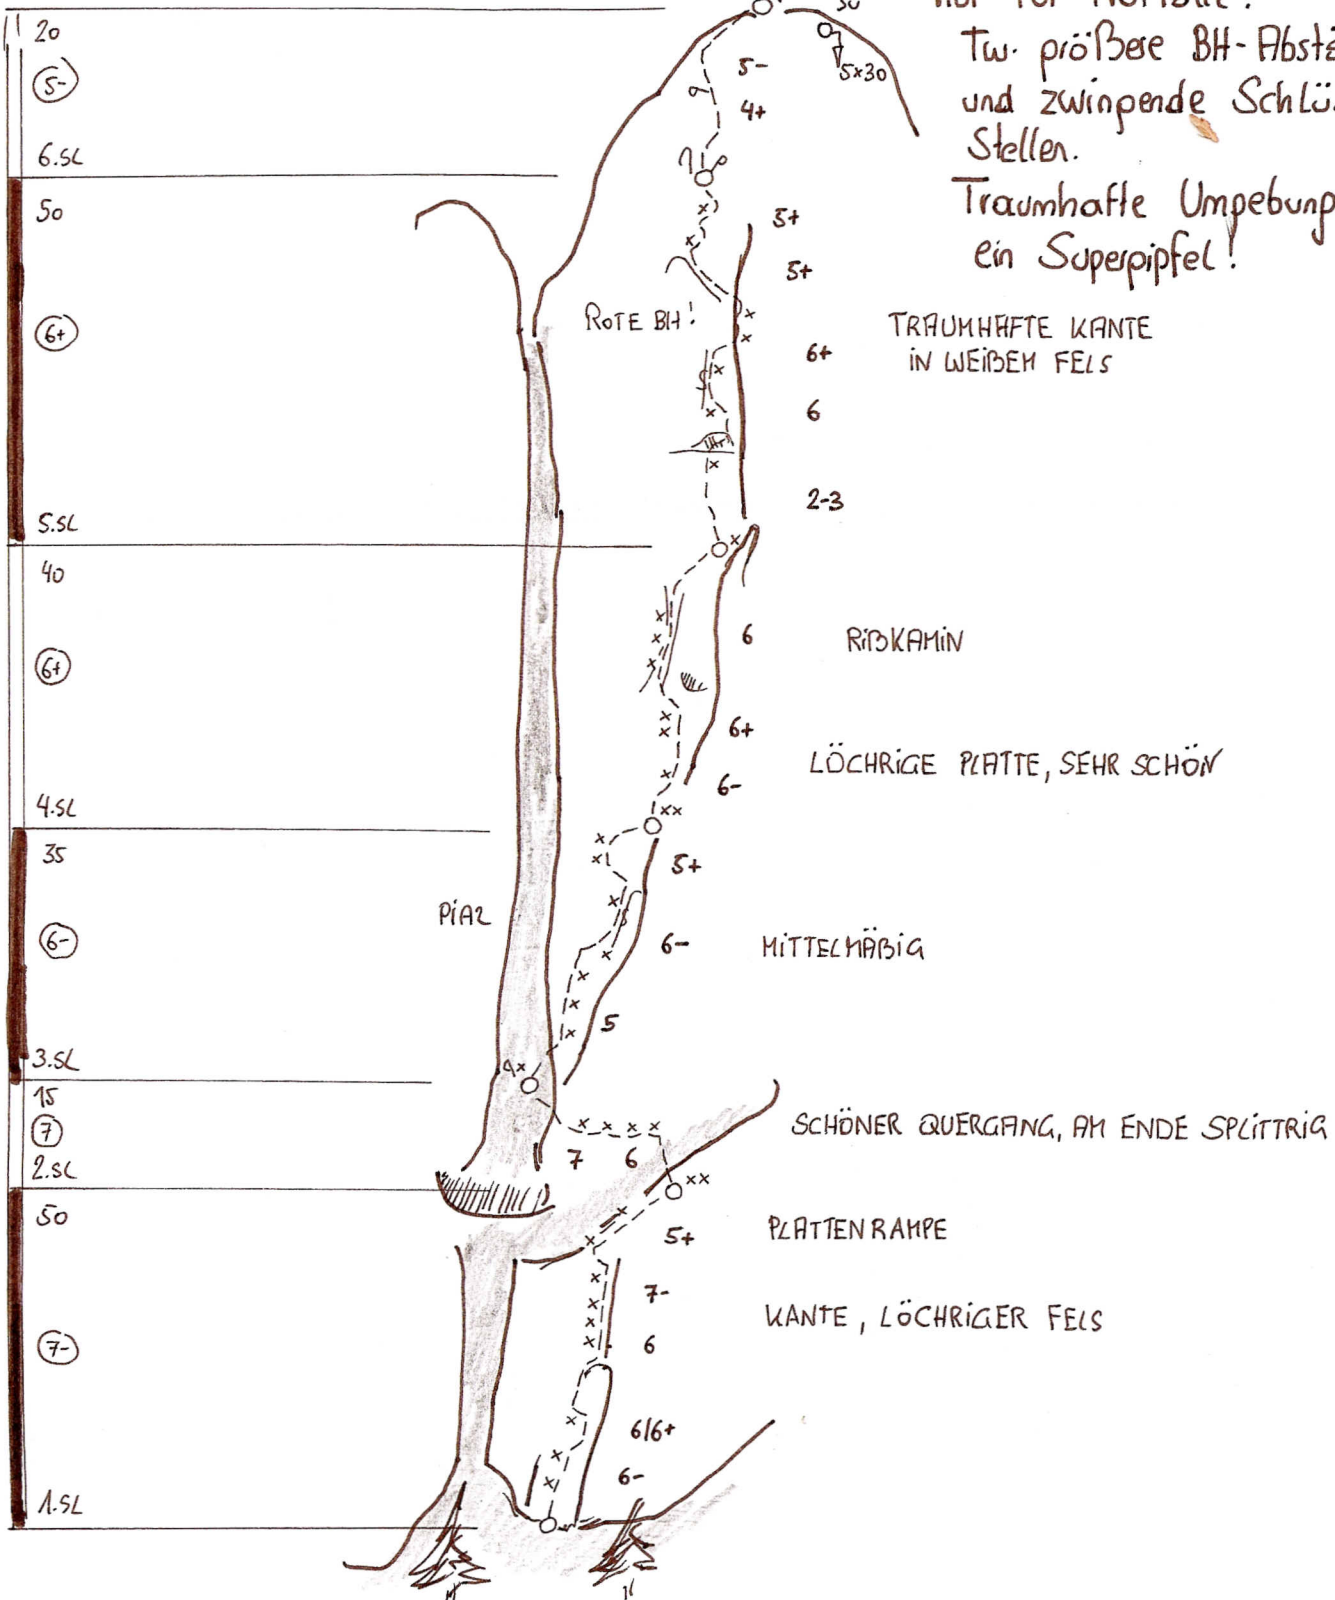 20
5-
6.SL
50
6+
5.SL
40
6+
4.SL
35
6-
3.SL
15
7
2.SL
50
7-
1.SL
5x30
Tw. größere BH-
und zwingende
Stellen.
Traumhafte Umgebung
ein Supergipfel!
5-
4+
5+
5+
ROTE BH!
TRAUMHAFTE KANTE
IN WEIßEM FELS
6+
6
2-3
6
RIßKAMIN
6+
LÖCHRIGE PLATTE, SEHR SCHÖN
6-
5+
PIAZ
6-
MITTELMÄßIG
5
SCHÖNER QUERGANG, AM ENDE SPLITTRIG
7 6
5+
PLATTENRAMPE
7-
KANTE, LÖCHRIGER FELS
6
6/6+
6-